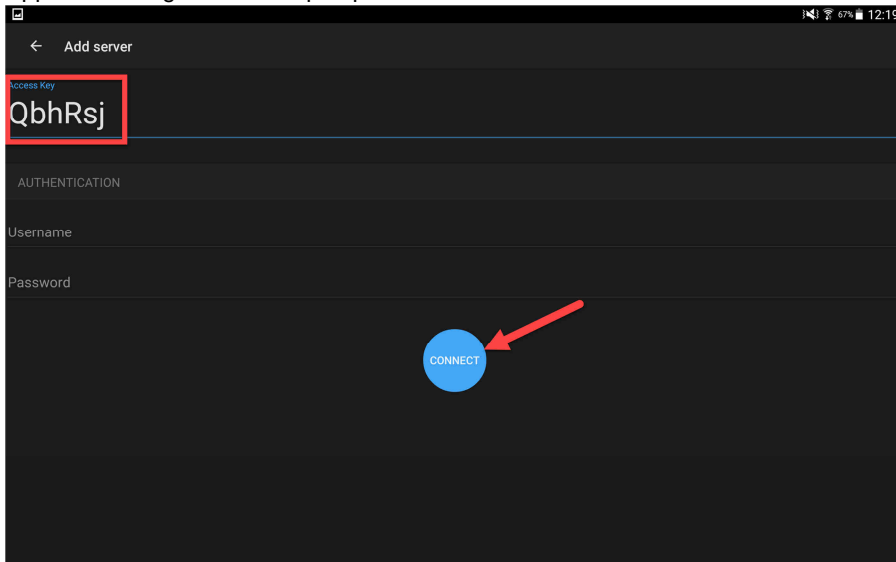 67% 12:19
Add server
Access Key
QbhRsj
AUTHENTICATION
Username
Password
CONNECT